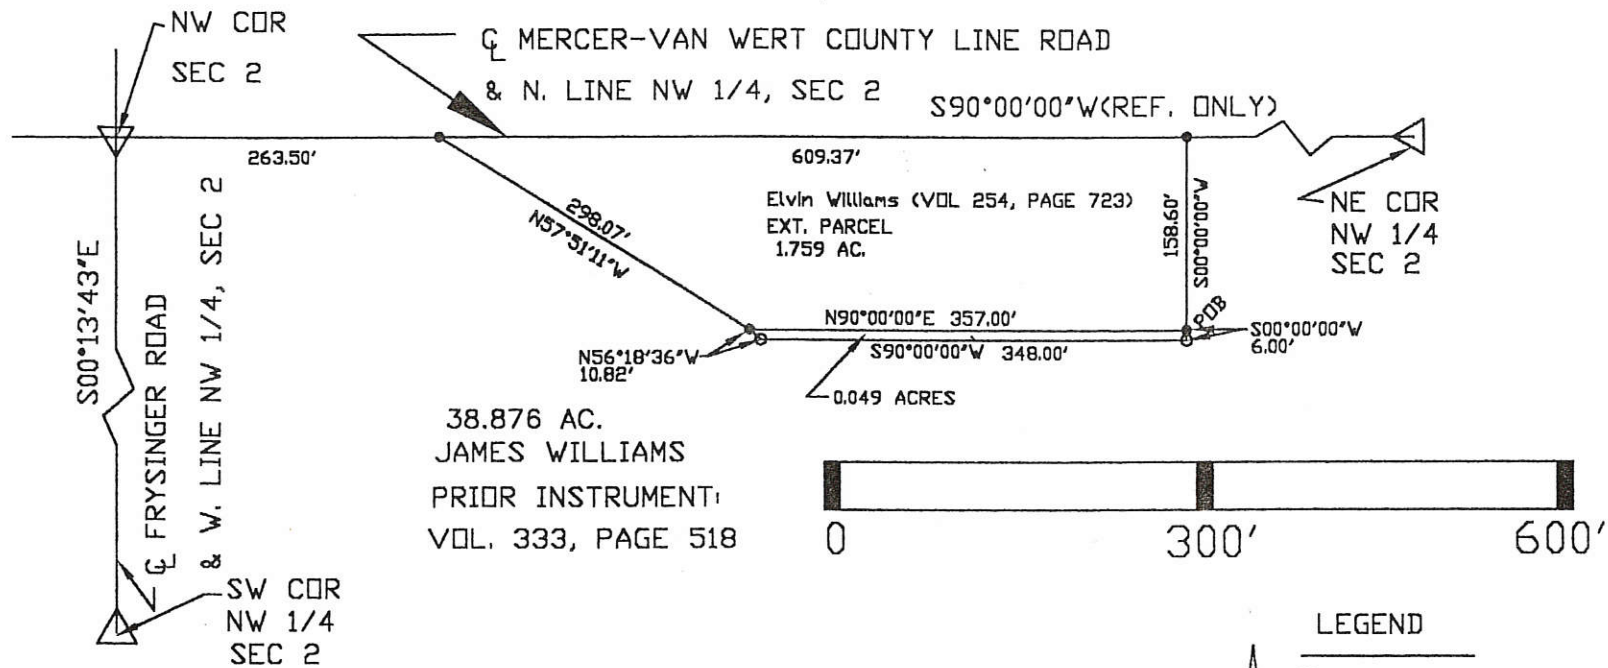 NW COR
SEC 2
℄ MERCER-VAN WERT COUNTY LINE ROAD
& N. LINE NW 1/4, SEC 2
S90°00'00"W(REF. ONLY)
263.50'
609.37'
NE COR
NW 1/4
SEC 2
Elvin Williams (VOL 254, PAGE 723)
EXT. PARCEL
1.759 AC.
298.07'
N57°51'11"W
158.60'
S00°00'00"W
POB
S00°00'00"W
6.00'
N90°00'00"E 357.00'
S90°00'00"W 348.00'
N56°18'36"W
10.82'
0.049 ACRES
S00°13'43"E
℄ FRYSINGER ROAD
& W. LINE NW 1/4, SEC 2
38.876 AC.
JAMES WILLIAMS
PRIOR INSTRUMENT:
VOL. 333, PAGE 518
0 300' 600'
SW COR
NW 1/4
SEC 2
LEGEND